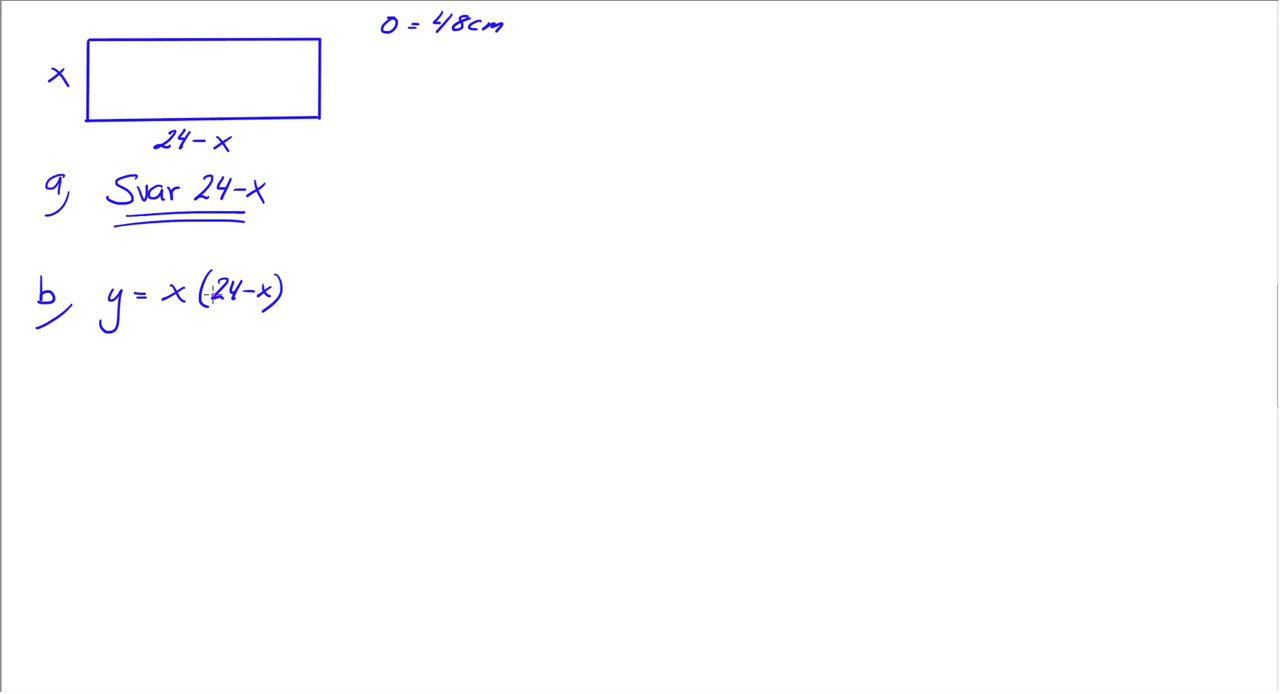 O = 48cm
x
24-x
a) Svar 24-x
b) y = x (24-x)